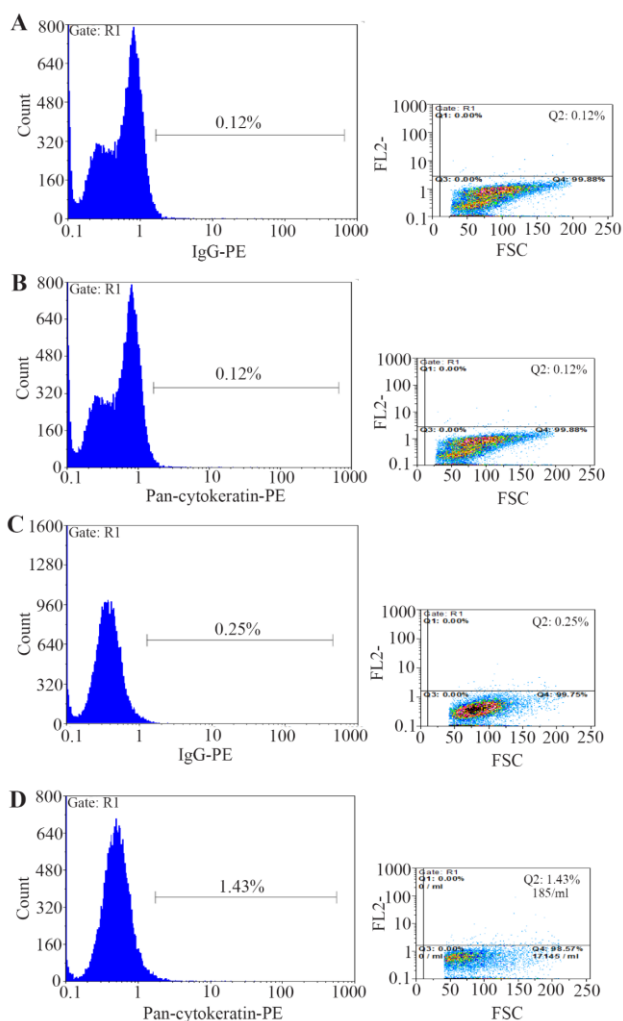 A
Gate: R1
800
640
480
320
160
0
Count
0.12%
0.1
1
10
100
1000
IgG-PE
Gate: R1
Q1: 0.00%
Q2: 0.12%
Q3: 0.00%
Q4: 99.88%
1000
100
10
1
0.1
FL2-
0
50
100
150
200
250
FSC
B
Gate: R1
800
640
480
320
160
0
Count
0.12%
0.1
1
10
100
1000
Pan-cytokeratin-PE
Gate: R1
Q1: 0.00%
Q2: 0.12%
Q3: 0.00%
Q4: 99.88%
1000
100
10
1
0.1
FL2-
0
50
100
150
200
250
FSC
C
Gate: R1
1600
1280
960
640
320
0
Count
0.25%
0.1
1
10
100
1000
IgG-PE
Gate: R1
Q1: 0.00%
Q2: 0.25%
Q3: 0.00%
Q4: 99.75%
1000
100
10
1
0.1
FL2-
0
50
100
150
200
250
FSC
D
Gate: R1
800
640
480
320
160
0
Count
1.43%
0.1
1
10
100
1000
Pan-cytokeratin-PE
Gate: R1
Q1: 0.00%
0 / ml
Q2: 1.43%
185/ml
Q3: 0.00%
0 / ml
Q4: 98.57%
17145 / ml
1000
100
10
1
0.1
FL2-
0
50
100
150
200
250
FSC